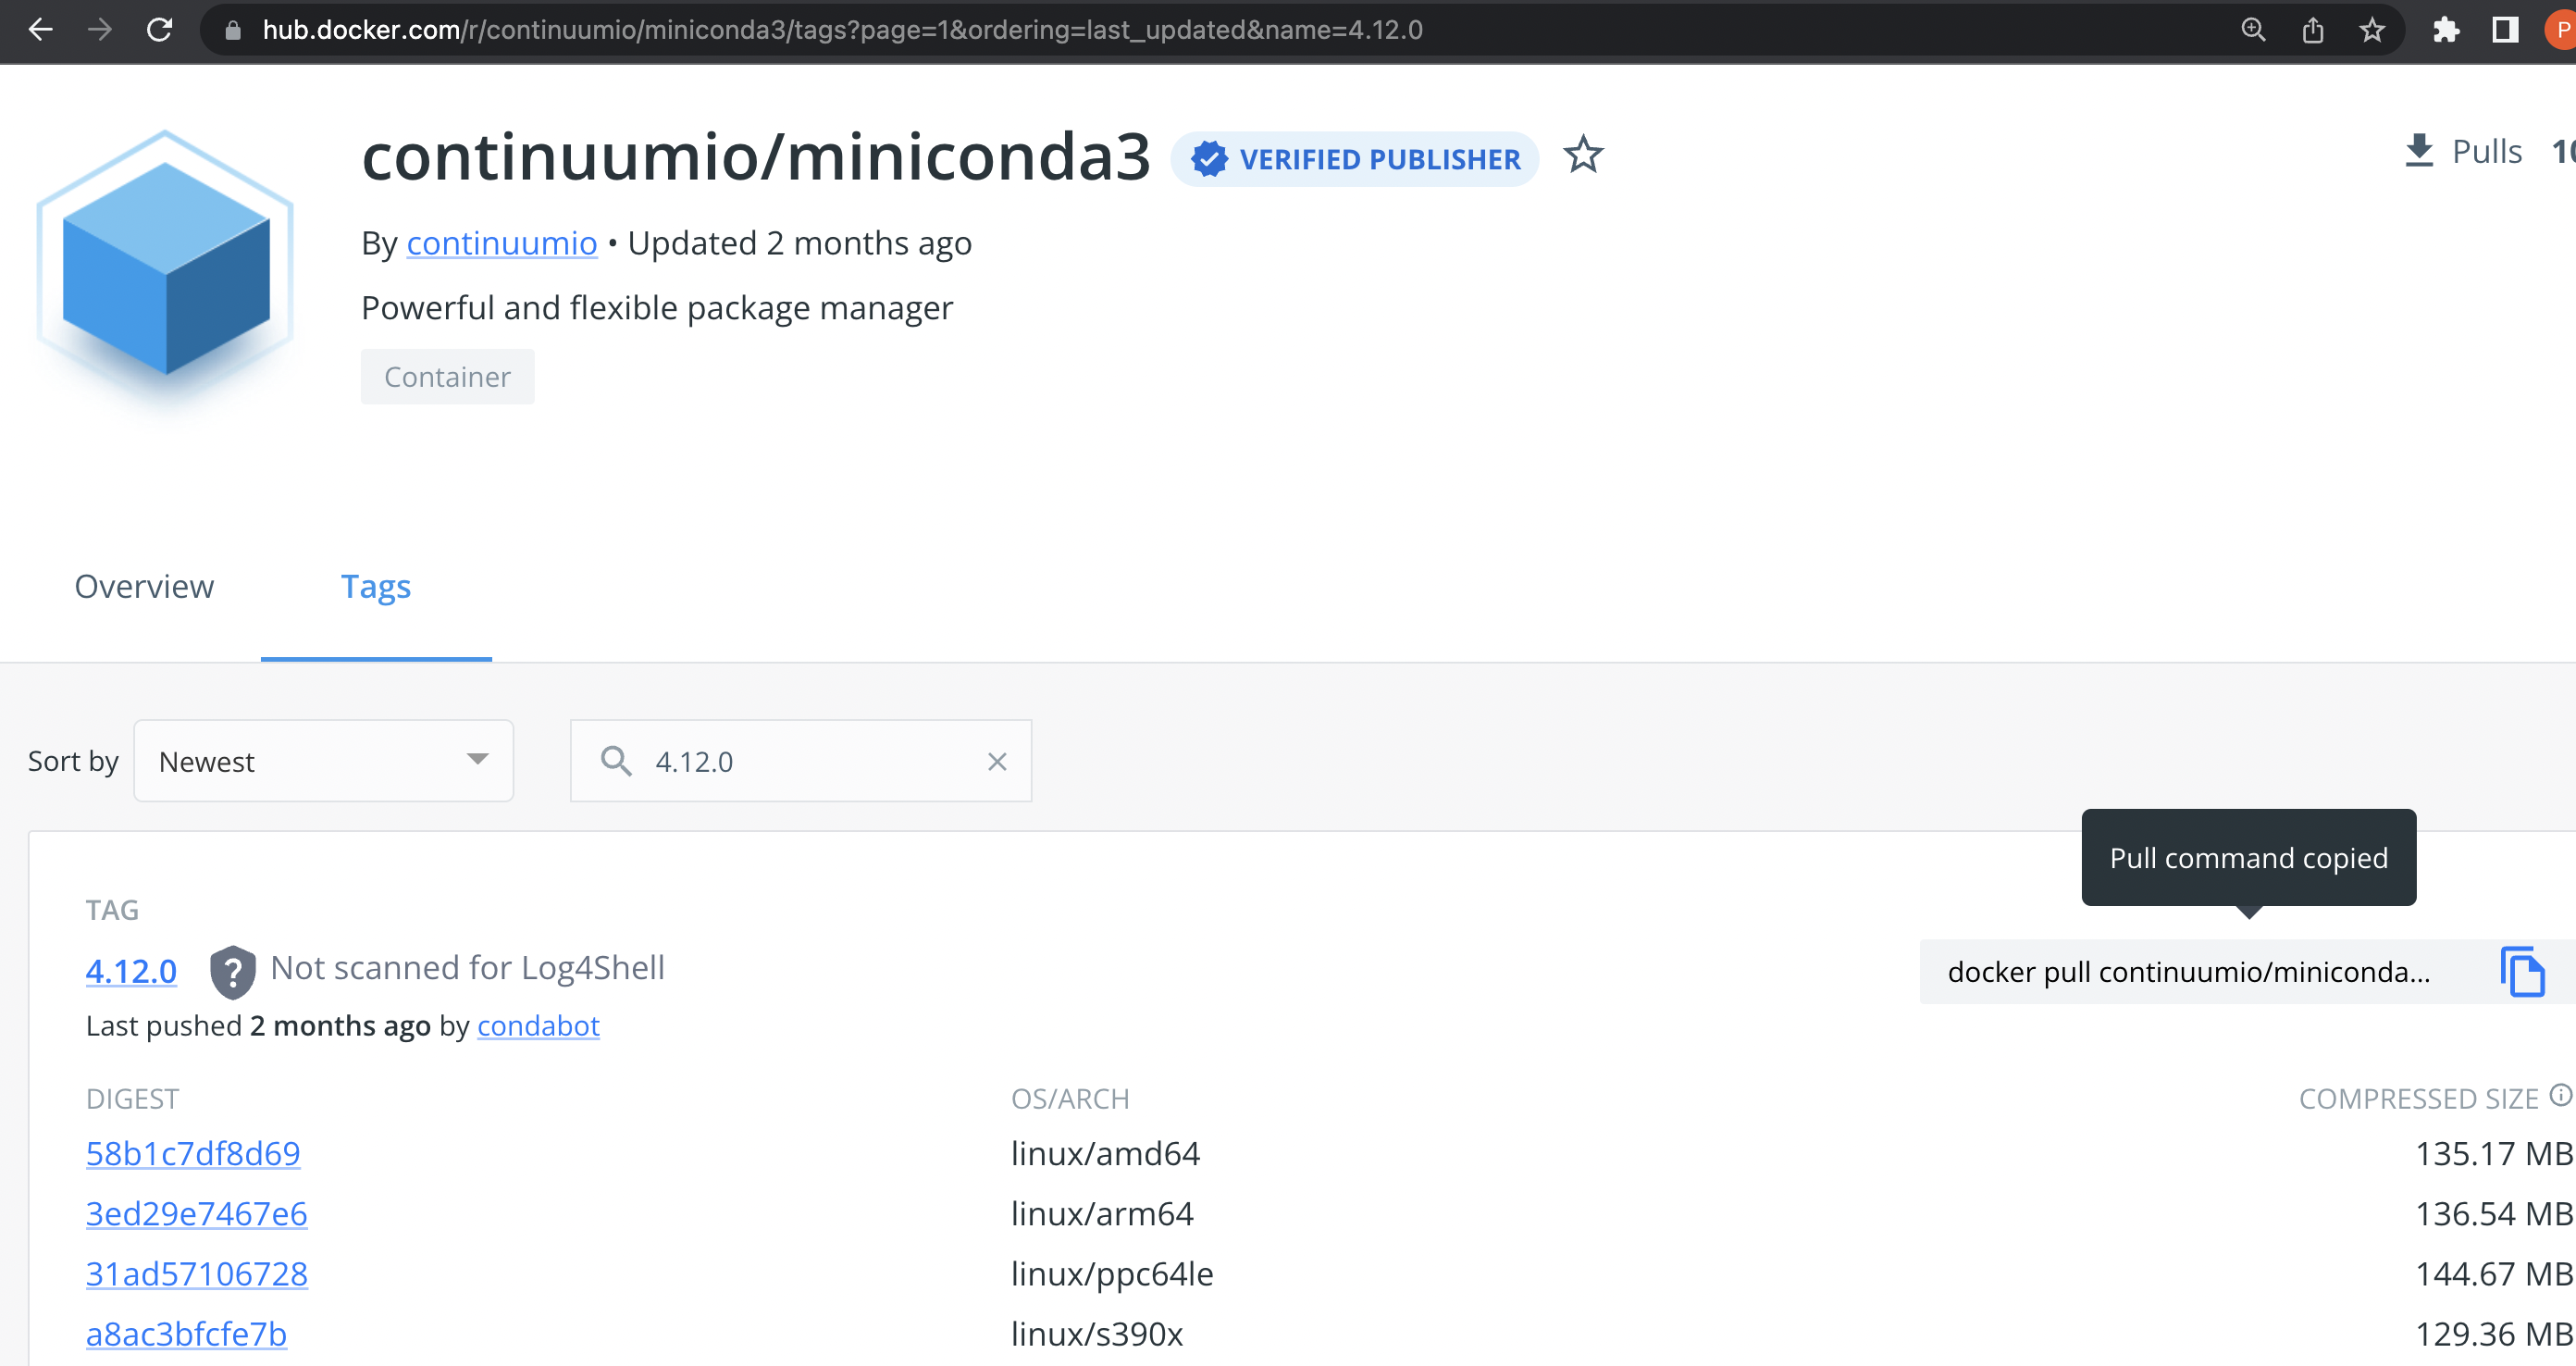 hub.docker.com/r/continuumio/miniconda3/tags?page=1&ordering=last_updated&name=4.12.0
P
continuumio/miniconda3 VERIFIED PUBLISHER
Pulls
By continuumio • Updated 2 months ago
Powerful and flexible package manager
Container
Overview Tags
Sort by Newest 4.12.0
Pull command copied
TAG
4.12.0 ? Not scanned for Log4Shell
docker pull continuumio/miniconda...
Last pushed 2 months ago by condabot
DIGEST OS/ARCH COMPRESSED SIZE
58b1c7df8d69 linux/amd64 135.17 MB
3ed29e7467e6 linux/arm64 136.54 MB
31ad57106728 linux/ppc64le 144.67 MB
a8ac3bfcfe7b linux/s390x 129.36 MB